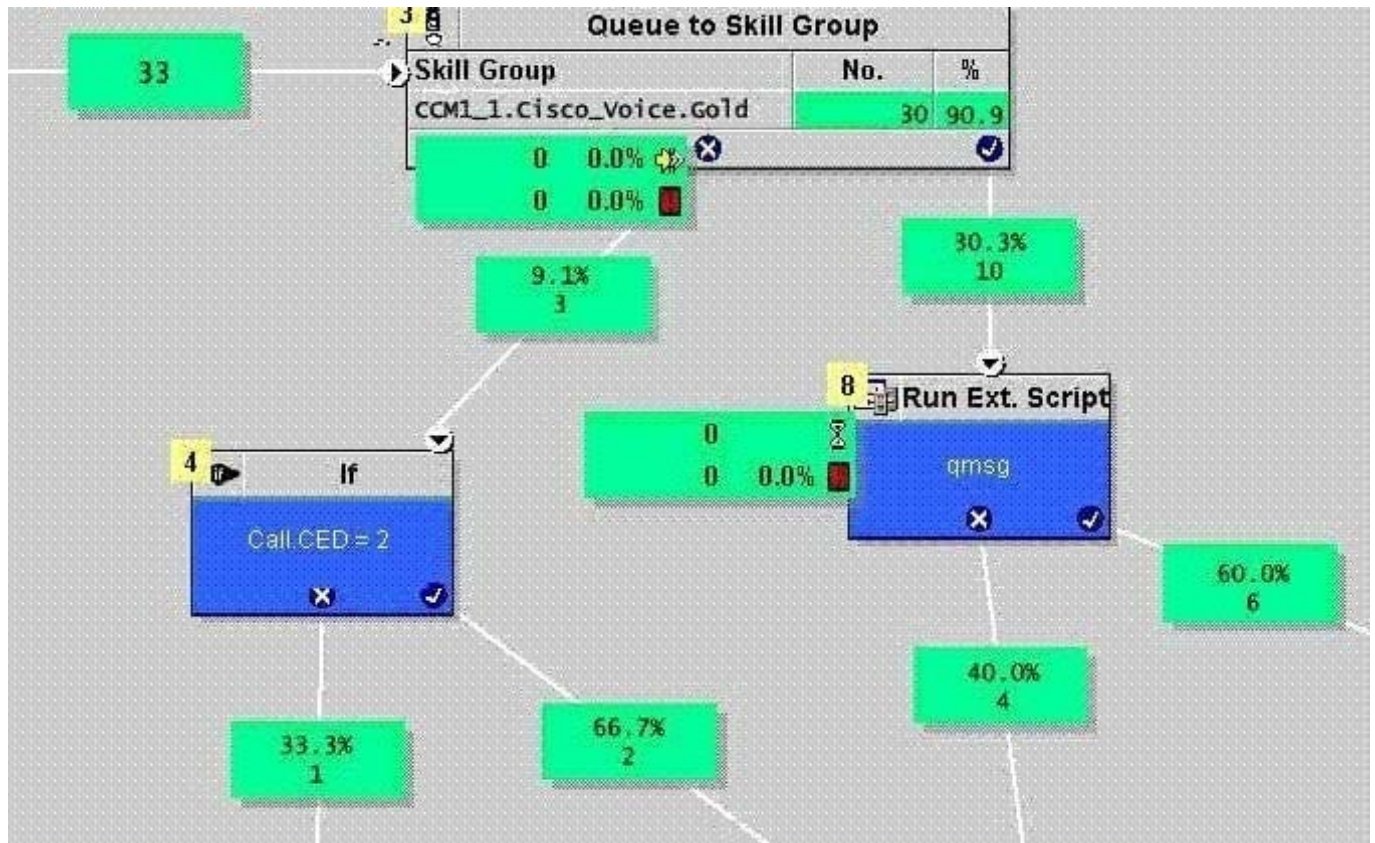 3
Queue to Skill Group
33
Skill Group No. %
CCM1_1.Cisco_Voice.Gold 30 90.9
0 0.0%
0 0.0%
30.3%
10
9.1%
3
8
Run Ext. Script
0
0 0.0%
qmsg
4
If
Call.CED = 2
60.0%
6
40.0%
4
66.7%
2
33.3%
1